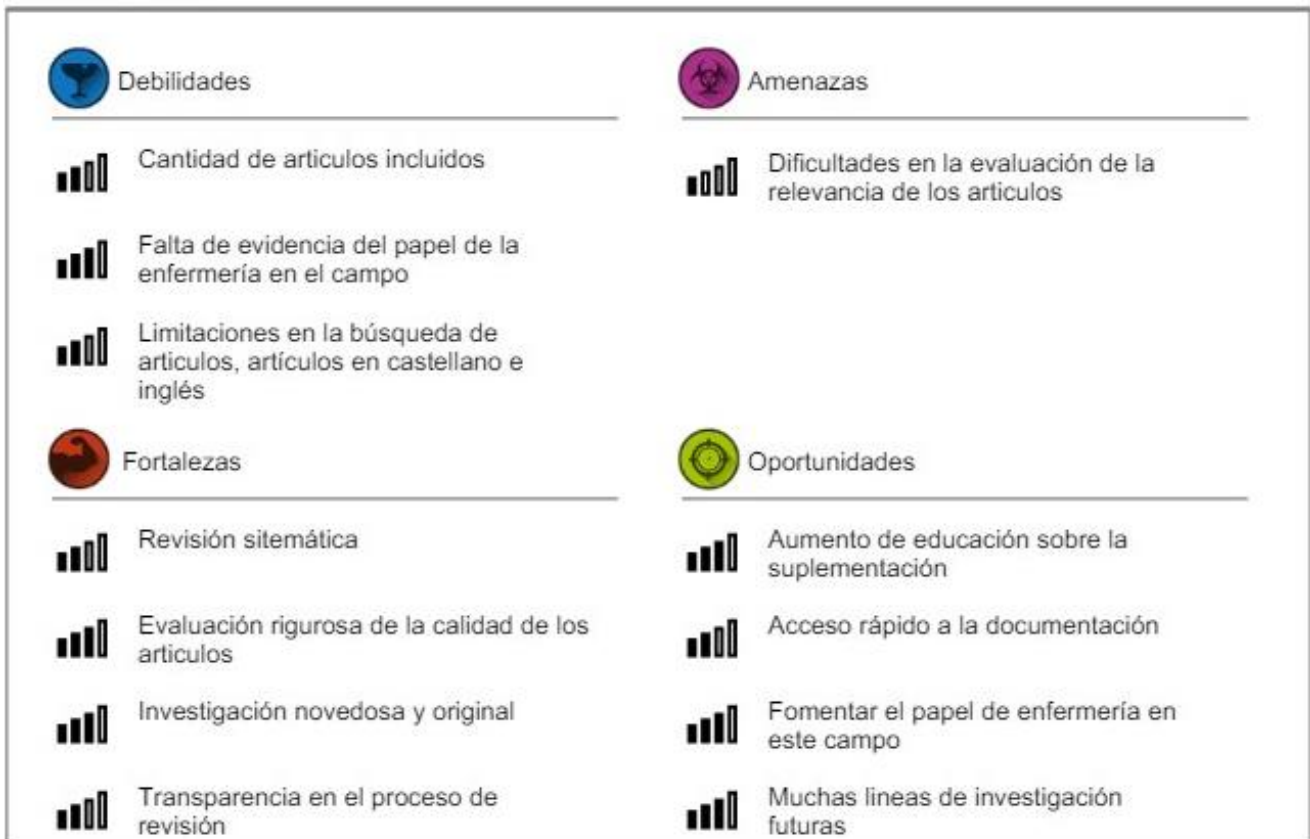 Debilidades
Cantidad de articulos incluidos
Falta de evidencia del papel de la
enfermería en el campo
Limitaciones en la búsqueda de
articulos, artículos en castellano e
inglés
Amenazas
Dificultades en la evaluación de la
relevancia de los articulos
Fortalezas
Revisión sitemática
Evaluación rigurosa de la calidad de los
articulos
Investigación novedosa y original
Transparencia en el proceso de
revisión
Oportunidades
Aumento de educación sobre la
suplementación
Acceso rápido a la documentación
Fomentar el papel de enfermería en
este campo
Muchas lineas de investigación
futuras